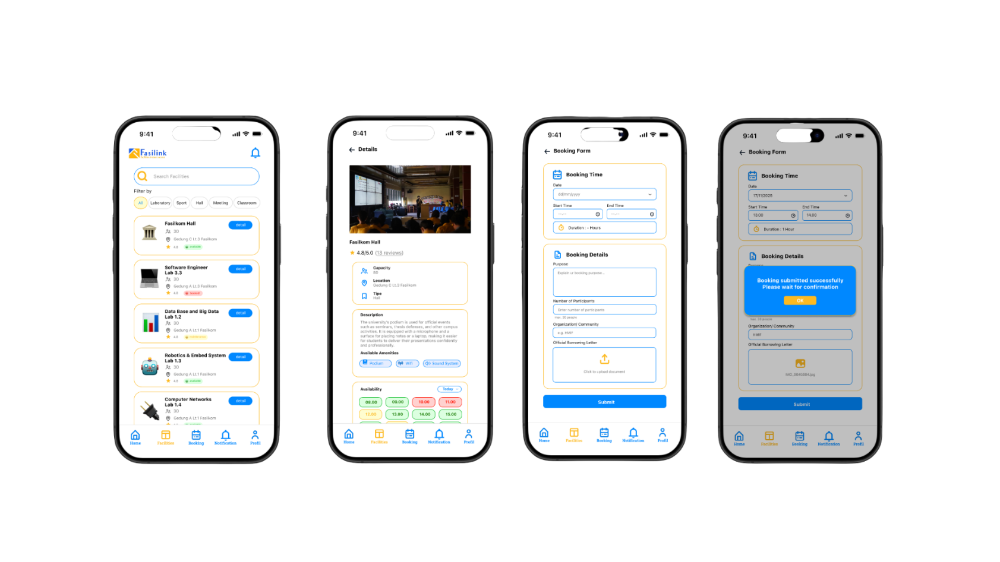 9:41
Fasilink
Search Facilities
Filter by
All
Laboratory
Sport
Hall
Meeting
Classroom
Fasilkom Hall
detail
30
Gedung C Lt.3 Fasilkom
4.8
available
Software Engineer
Lab 3.3
detail
30
Gedung A Lt.3 Fasilkom
4.8
booked
Data Base and Big Data
Lab 1.2
detail
30
Gedung A Lt.1 Fasilkom
4.8
Robotics & Embed System
Lab 1.3
detail
30
Gedung A Lt.1 Fasilkom
4.8
available
Computer Networks
Lab 1.4
detail
30
Gedung A Lt.1 Fasilkom
Home
Facilities
Booking
Notification
Profil
9:41
Details
Fasilkom Hall
4.8/5.0 (13 reviews)
Capacity
80
Location
Gedung C Lt.3 Fasilkom
Tipe
Hall
Description
The university's podium is used for official events
such as seminars, thesis defenses, and other campus
activities. It is equipped with a microphone and a
surface for placing notes or a laptop, making it easier
for students to deliver their presentations confidently
and professionally.
Available Amenities
Podium
Wifi
Sound System
Availability
Today
08.00
09.00
10.00
11.00
12.00
13.00
14.00
15.00
Home
Facilities
Booking
Notification
Profil
9:41
Booking Form
Booking Time
Date
dd/mm/yyyy
Start Time
End Time
--.--
--.--
Duration : - Hours
Booking Details
Purpose
Explain ur booking purpose...
Number of Participants
Enter number of participants
max. 30 people
Organization/ Community
e.g. HMIF
Official Borrowing Letter
Click to upload document
Submit
Home
Facilities
Booking
Notification
Profil
9:41
Booking Form
Booking Time
Date
17/11/2025
Start Time
End Time
13.00
14.00
Duration : 1 Hour
Booking Details
Purpose
Booking submitted successfully
Please wait for confirmation
OK
max. 30 people
Organization/ Community
HMIF
Official Borrowing Letter
IMG_9845884.jpg
Submit
Home
Facilities
Booking
Notification
Profil